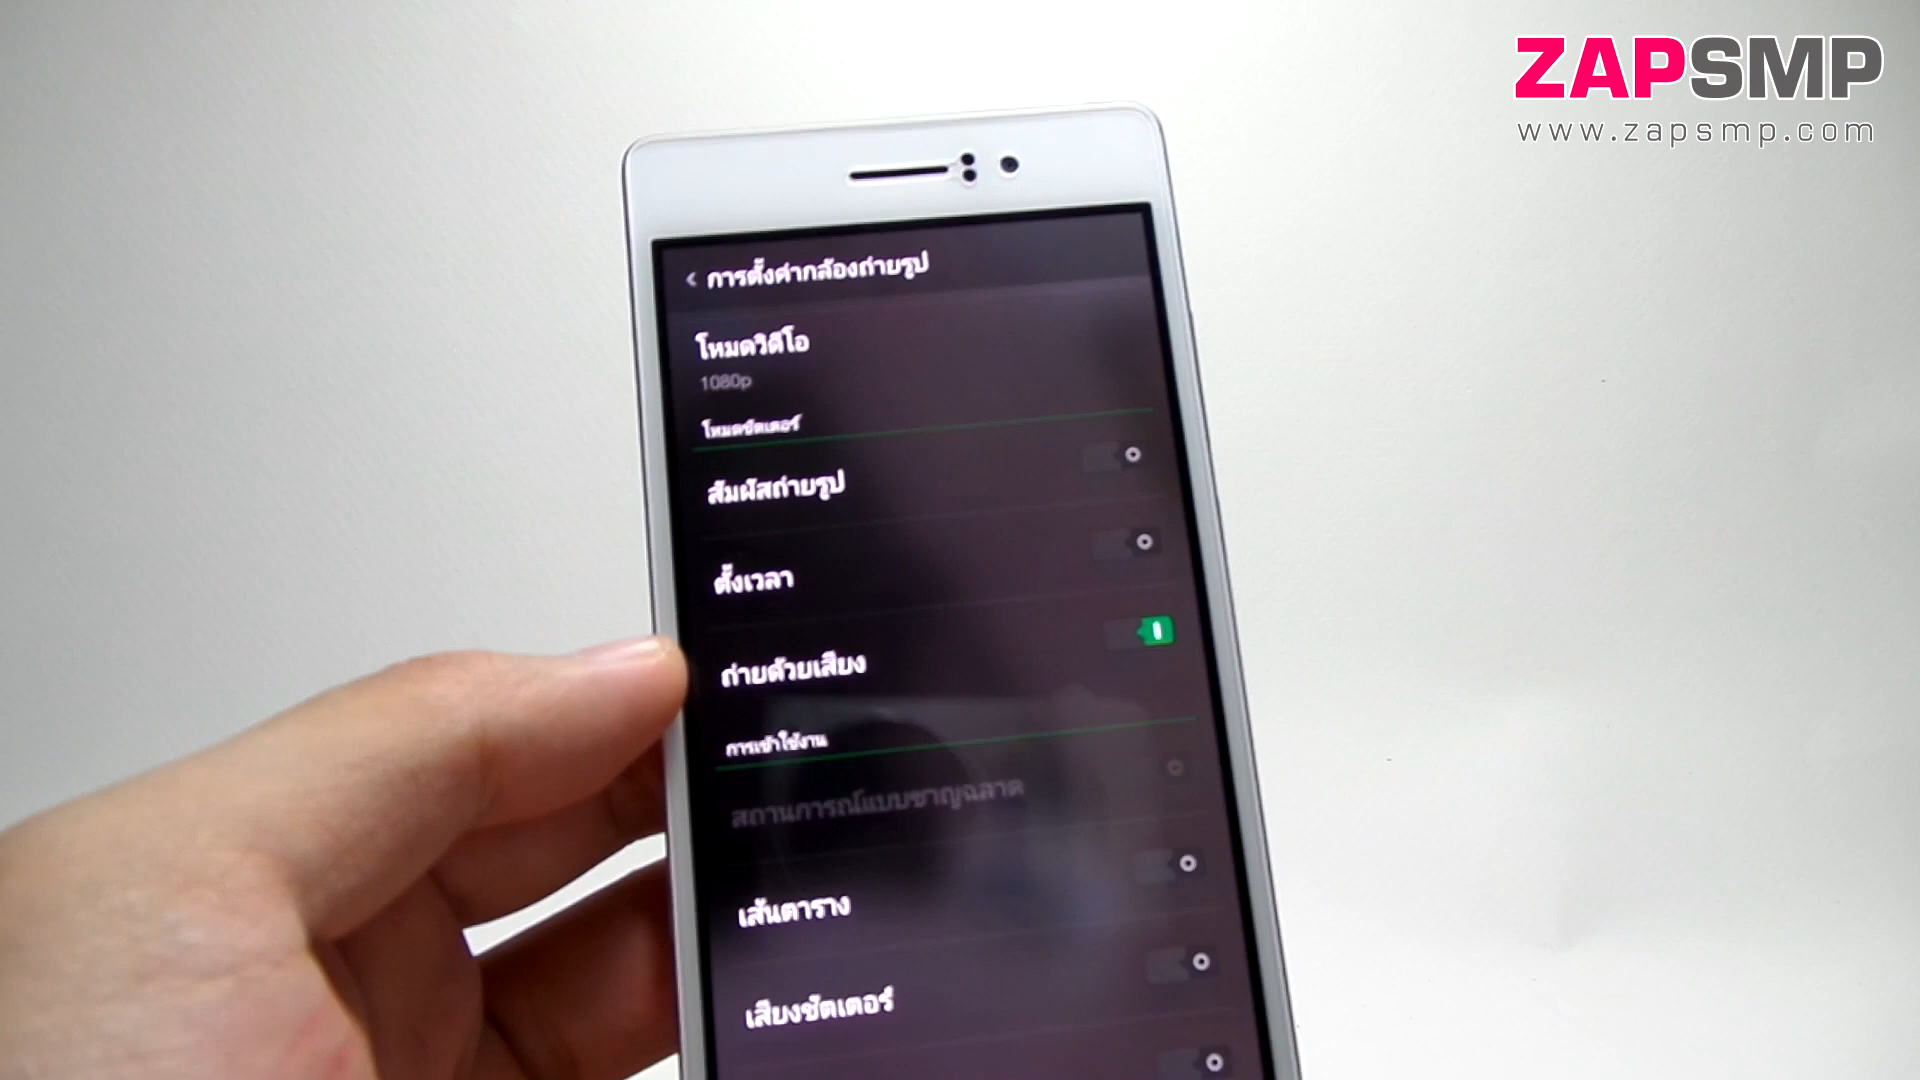 ZAPSMP
www.zapsmp.com
การตั้งค่ากล้องถ่ายรูป
โหมดวิดีโอ
1080p
โหมดชัตเตอร์
สัมผัสถ่ายรูป
ตั้งเวลา
ถ่ายด้วยเสียง
การเข้าใช้งาน
สถานการณ์แบบชาญฉลาด
เส้นตาราง
เสียงชัตเตอร์